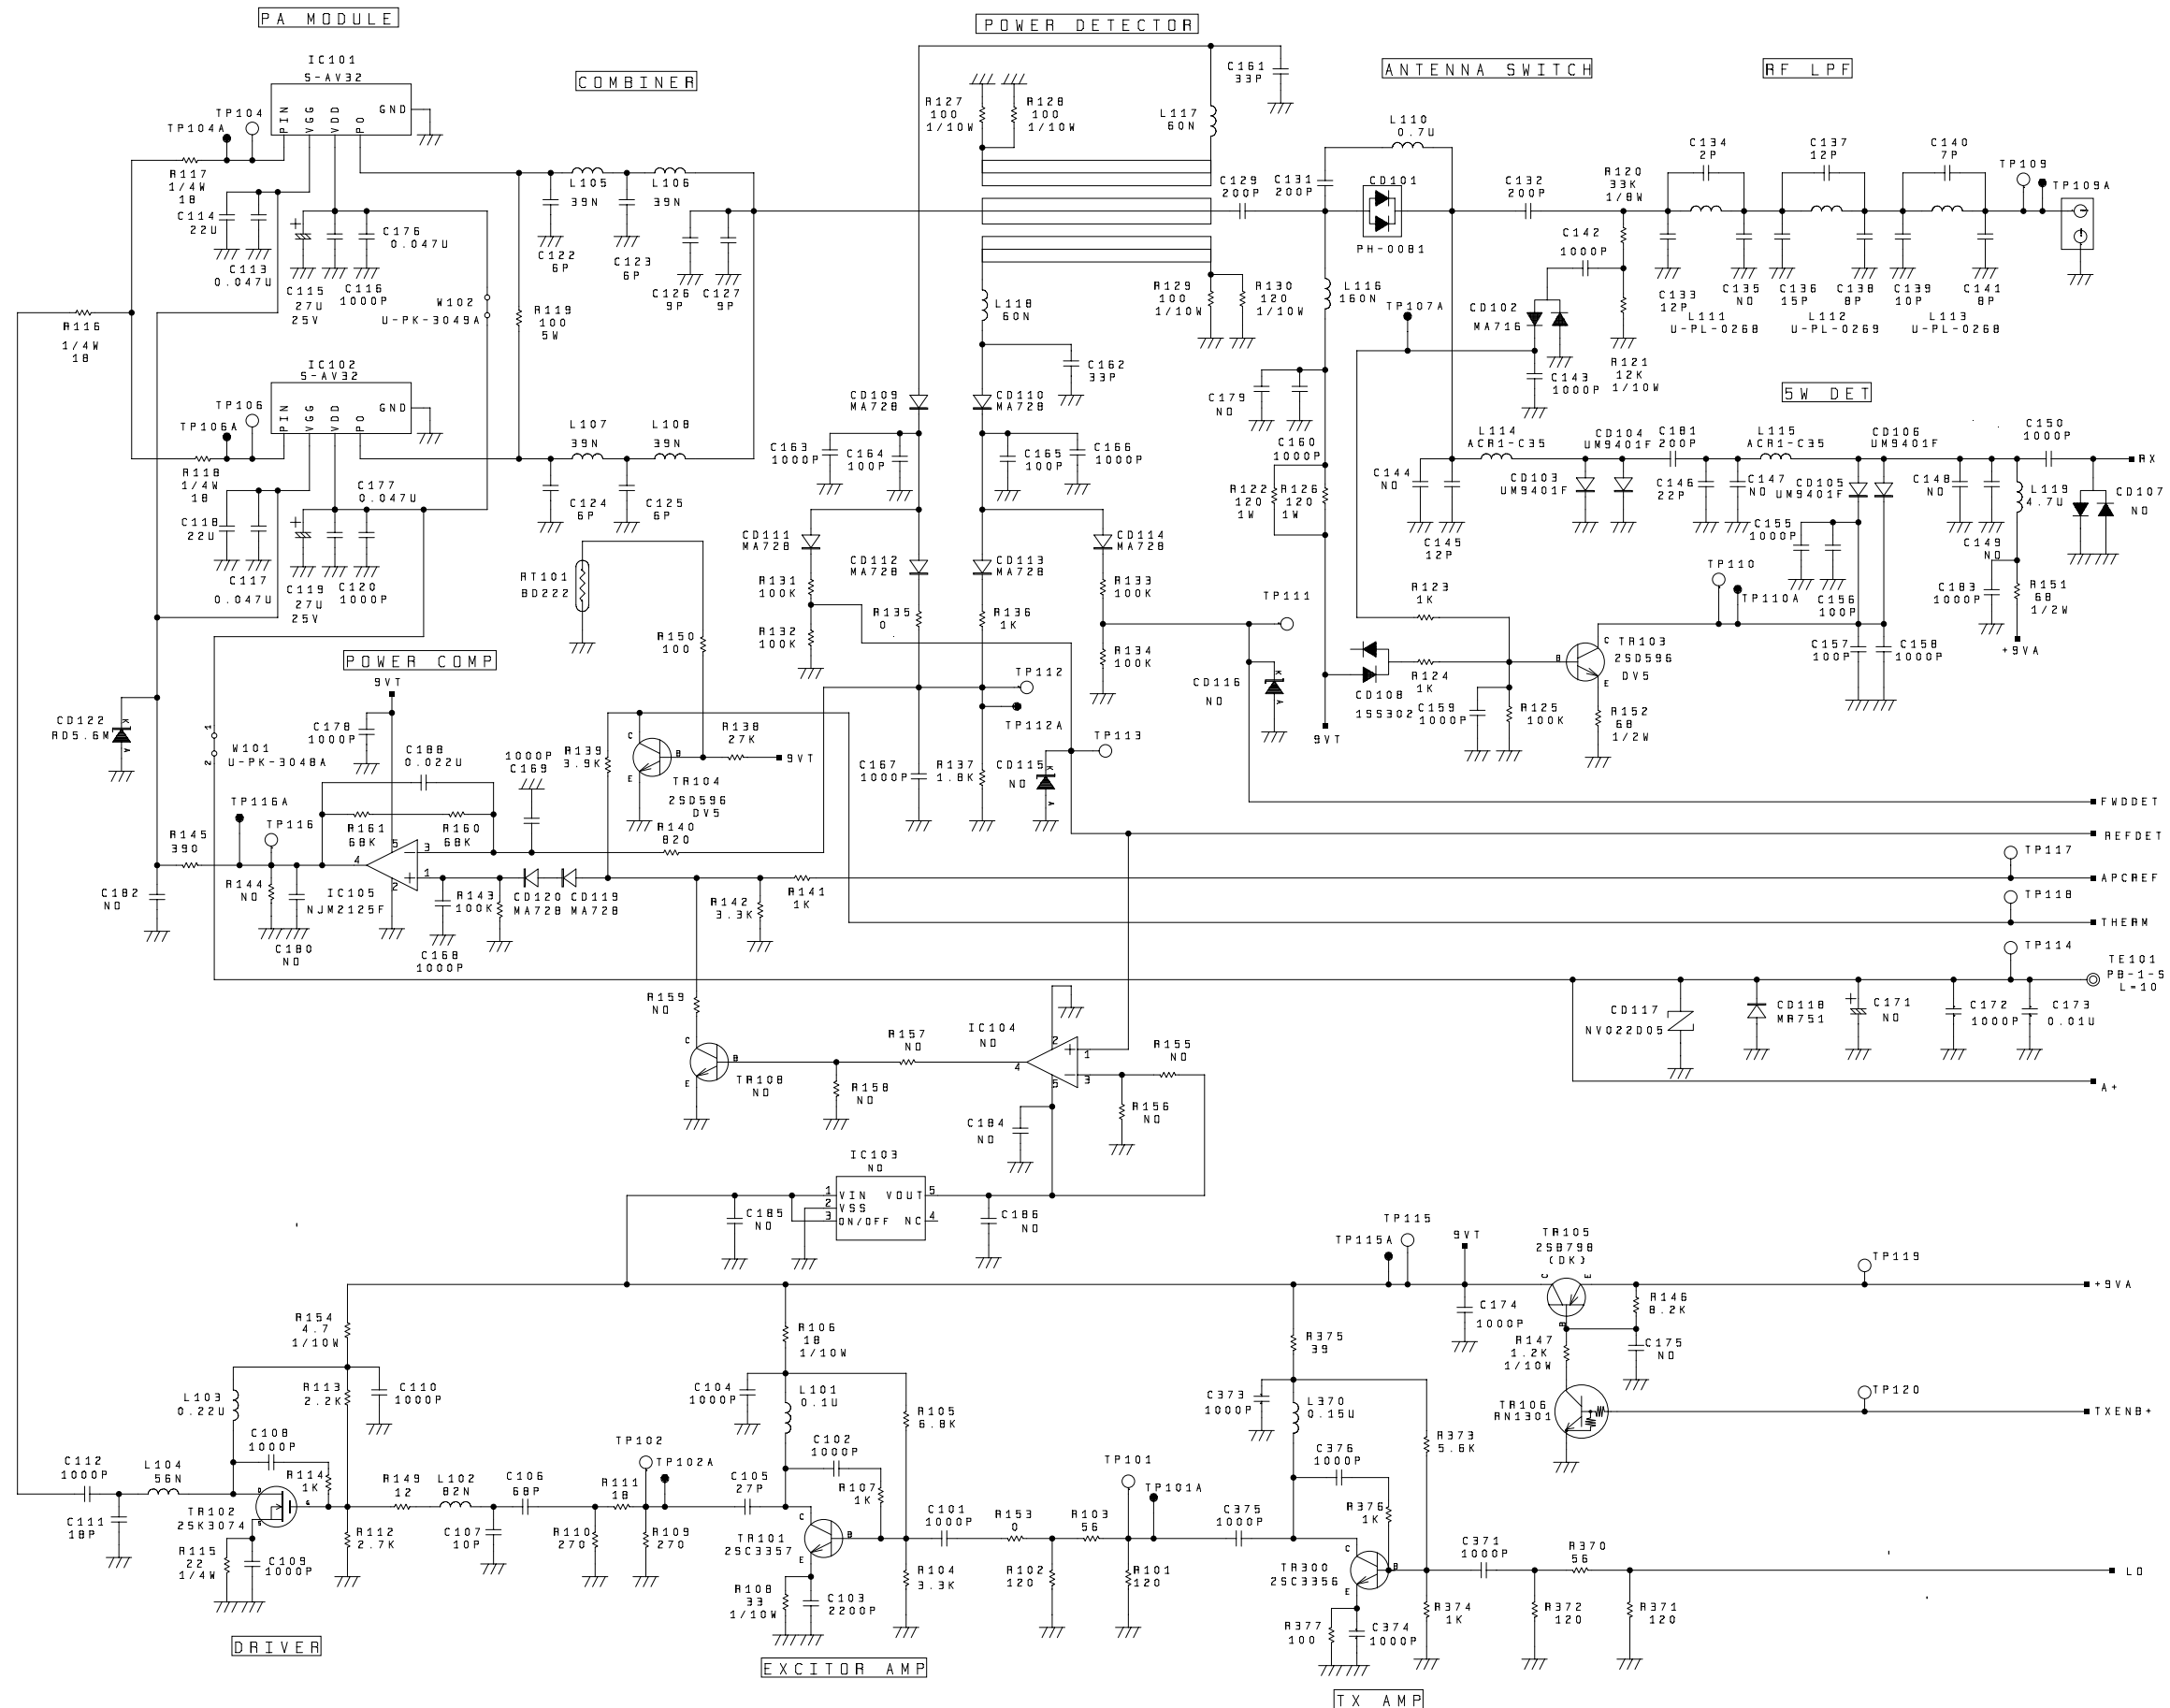 PA MODULE
POWER DETECTOR
COMBINER
ANTENNA SWITCH
RF LPF
IC101
S-AV32
PIN
VGG
VDD
PO
GND
TP104
TP104A
R117
1/4W
18
C114
22U
C113
0.047U
C115
27U
25V
C116
1000P
C176
0.047U
W102
U-PK-3049A
R116
1/4W
18
IC102
S-AV32
PIN
VGG
VDD
PO
GND
TP106
TP106A
R118
1/4W
18
C118
22U
C117
0.047U
C119
27U
25V
C120
1000P
C177
0.047U
L105
39N
L106
39N
C122
6P
C123
6P
C126
9P
C127
9P
R119
100
5W
L107
39N
L108
39N
C124
6P
C125
6P
R127
100
1/10W
R128
100
1/10W
L117
60N
C161
33P
C129
200P
L118
60N
R129
100
1/10W
R130
120
1/10W
C162
33P
CD109
MA728
CD110
MA728
C163
1000P
C164
100P
C165
100P
C166
1000P
CD111
MA728
CD112
MA728
CD113
MA728
CD114
MA728
R131
100K
R132
100K
R133
100K
R134
100K
R135
0
R136
1K
RT101
BD222
R150
100
TP111
TP112
TP112A
TP113
CD115
NO
K
A
CD116
NO
K
A
C167
1000P
R137
1.8K
L110
0.7U
C131
200P
CD101
PH-0081
C132
200P
R120
33K
1/8W
C142
1000P
CD102
MA716
TP107A
C143
1000P
R121
12K
1/10W
L116
160N
C179
NO
C160
1000P
R122
120
1W
R126
120
1W
C134
2P
C137
12P
C140
7P
TP109
TP109A
C133
12P
L111
U-PL-0268
C135
NO
C136
15P
L112
U-PL-0269
C138
8P
C139
10P
L113
U-PL-0268
C141
8P
SW DET
L114
ACR1-C35
CD104
UM9401F
C181
200P
L115
ACR1-C35
CD106
UM9401F
C150
1000P
RX
C144
NO
C145
12P
CD103
UM9401F
C146
22P
C147
NO
CD105
UM9401F
C148
NO
C149
NO
L119
4.7U
CD107
NO
C155
1000P
C156
100P
C183
1000P
R151
68
1/2W
+9VA
TP110
TP110A
C157
100P
C158
1000P
R123
1K
R124
1K
CD108
1SS302
C159
1000P
R125
100K
C
B
E
TR103
2SD596
DV5
R152
68
1/2W
9VT
POWER COMP
9VT
CD122
RD5.6M
K
A
1
2
W101
U-PK-3048A
C178
1000P
C188
0.022U
1000P
C169
R139
3.9K
C
B
E
TR104
2SD596
DV5
R138
27K
9VT
TP116A
TP116
R145
390
R161
68K
R160
68K
R140
820
C182
NO
R144
NO
C180
NO
IC105
NJM2125F
4
5
3
1
2
C168
1000P
R143
100K
CD120
MA728
CD119
MA728
R142
3.3K
R141
1K
FWDDET
REFDET
TP117
APCREF
TP118
THERM
TP114
TE101
PB-1-S
L=10
CD117
NV022D05
CD118
MR751
C171
NO
C172
1000P
C173
0.01U
A+
R159
NO
C
B
E
TR108
NO
R158
NO
R157
NO
IC104
NO
2
1
4
3
5
R155
NO
R156
NO
C184
NO
IC103
NO
1
VIN
2
VSS
3
ON/OFF
VOUT
5
NC
4
C185
NO
C186
NO
TP115A
TP115
9VT
C174
1000P
TR105
2SB798
(DK)
C
E
B
R146
8.2K
C175
NO
R147
1.2K
1/10W
TR106
RN1301
TP119
+9VA
TP120
TXENB+
R154
4.7
1/10W
R113
2.2K
C110
1000P
L103
0.22U
C108
1000P
R114
1K
C112
1000P
L104
56N
C111
18P
TR102
2SK3074
D
G
S
R115
22
1/4W
C109
1000P
R112
2.7K
R149
12
L102
82N
C106
68P
C107
10P
R110
270
R111
18
TP102
TP102A
R109
270
C105
27P
R106
18
1/10W
C104
1000P
L101
0.1U
R105
6.8K
C102
1000P
R107
1K
TR101
2SC3357
C
B
E
R108
33
1/10W
C103
2200P
R104
3.3K
C101
1000P
R153
0
R103
56
R102
120
R101
120
TP101
TP101A
C375
1000P
R375
39
C373
1000P
L370
0.15U
C376
1000P
R376
1K
R373
5.6K
TR300
2SC3356
C
B
E
R377
100
C374
1000P
R374
1K
C371
1000P
R370
56
R372
120
R371
120
LO
DRIVER
EXCITOR AMP
TX AMP